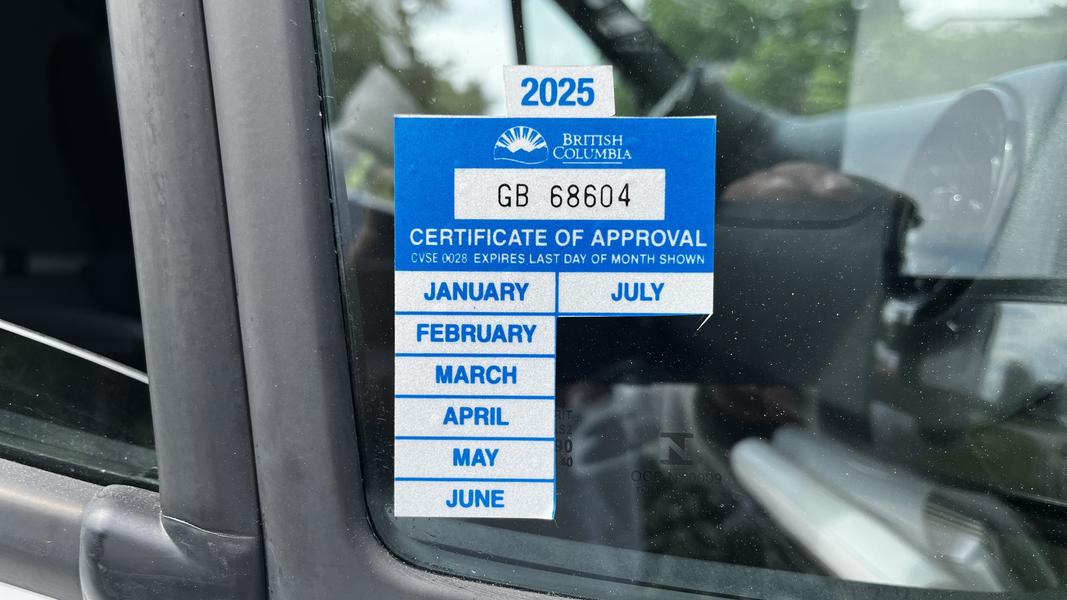 2025
BRITISH
COLUMBIA
GB 68604
CERTIFICATE OF APPROVAL
CVSE 0028 EXPIRES LAST DAY OF MONTH SHOWN
JANUARY JULY
FEBRUARY
MARCH
APRIL
MAY
JUNE